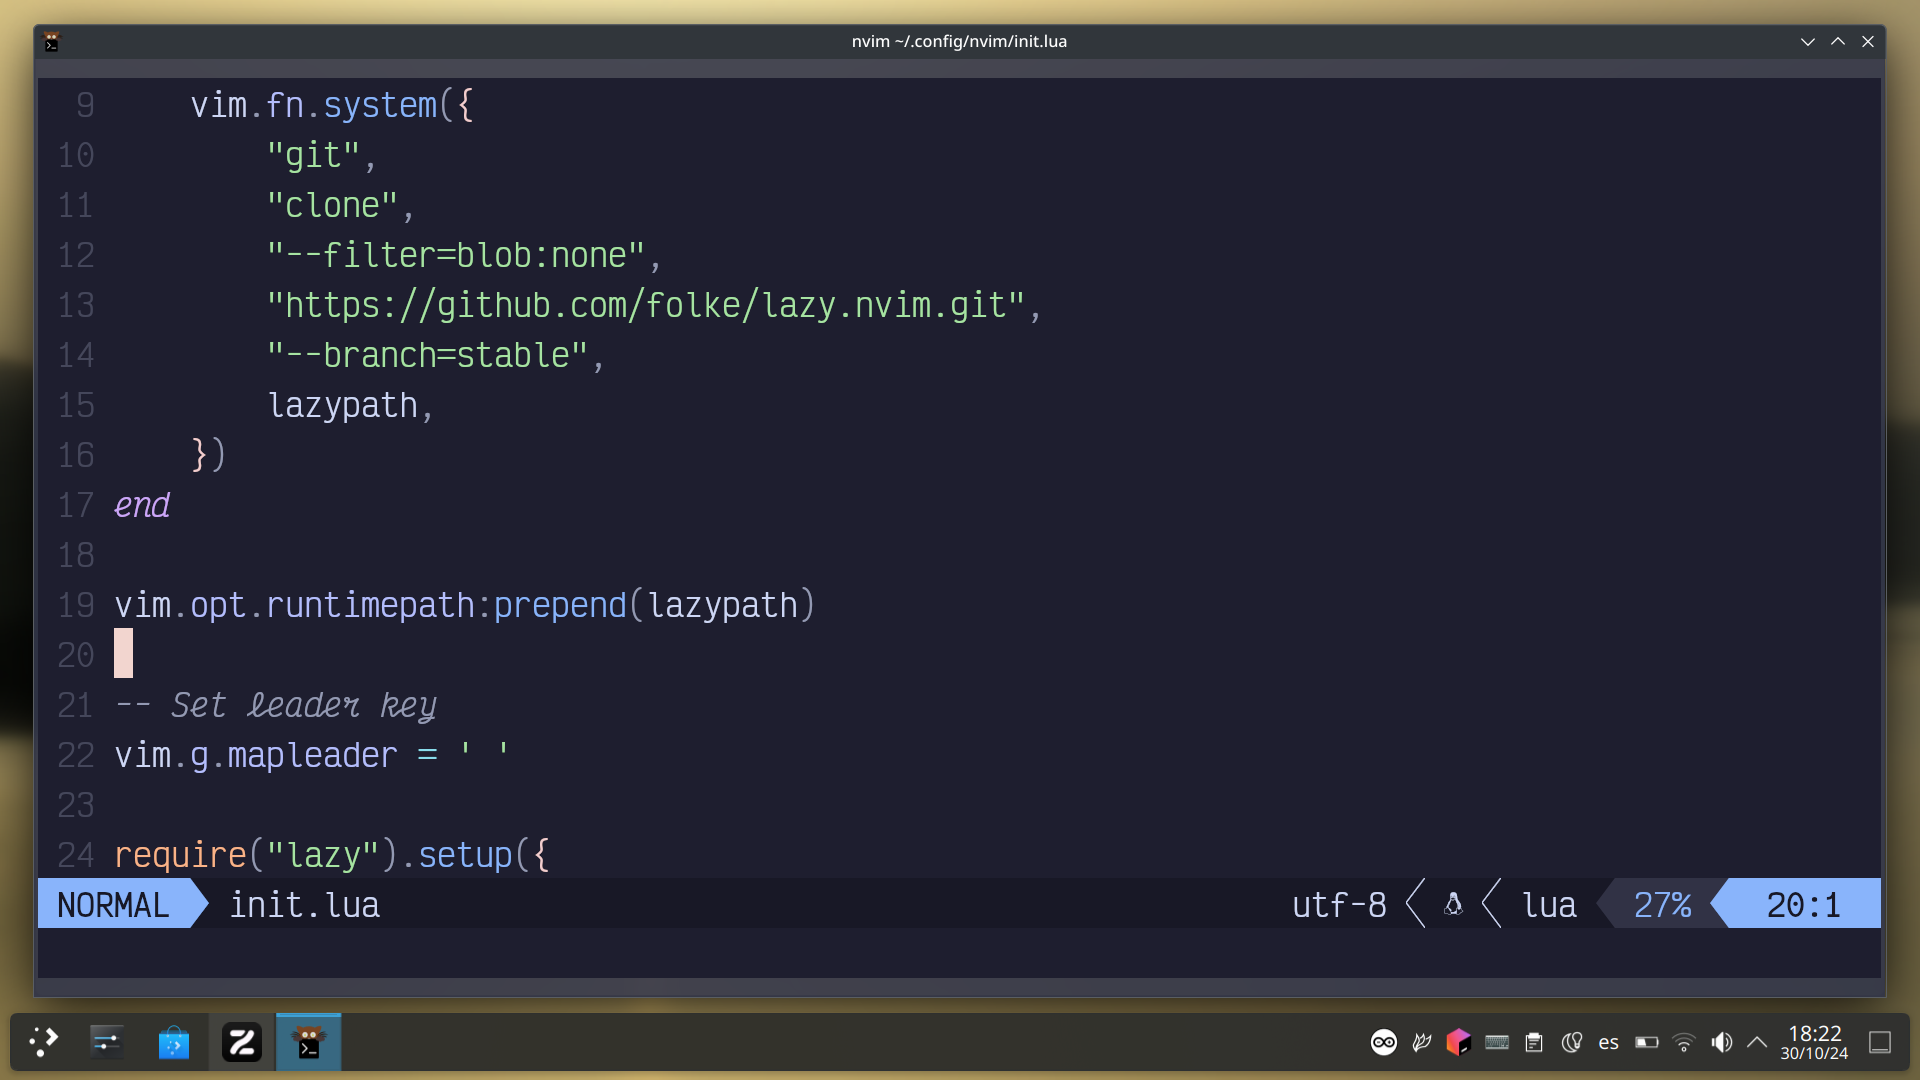 nvim ~/.config/nvim/init.lua
9     vim.fn.system({
10         "git",
11         "clone",
12         "--filter=blob:none",
13         "https://github.com/folke/lazy.nvim.git",
14         "--branch=stable",
15         lazypath,
16     })
17 end
18
19 vim.opt.runtimepath:prepend(lazypath)
20
21 -- Set leader key
22 vim.g.mapleader = ' '
23
24 require("lazy").setup({
NORMAL init.lua utf-8 lua 27% 20:1
es 18:22
30/10/24